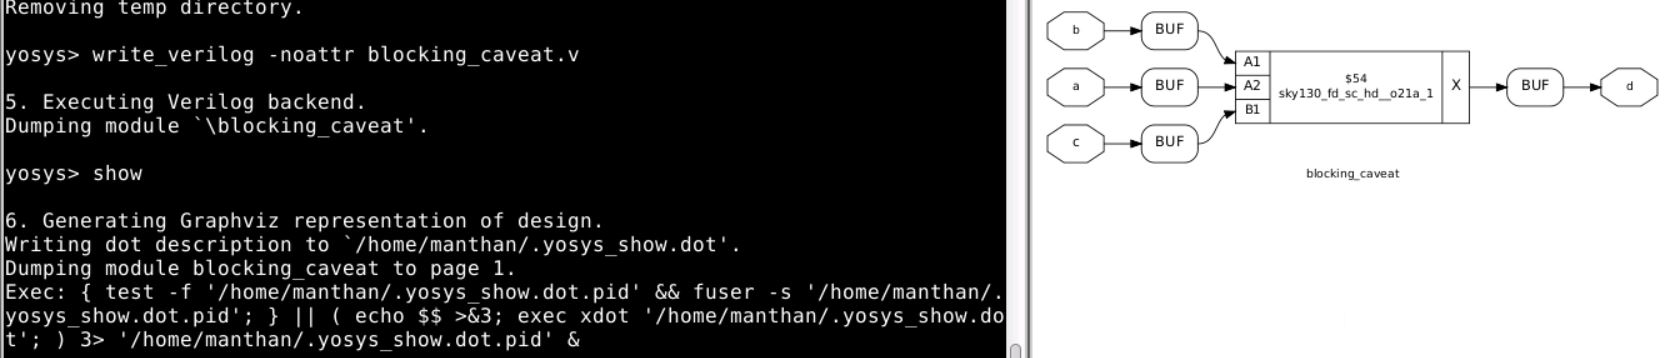 Removing temp directory.
yosys> write_verilog -noattr blocking_caveat.v
5. Executing Verilog backend.
Dumping module `\blocking_caveat'.
yosys> show
6. Generating Graphviz representation of design.
Writing dot description to `/home/manthan/.yosys_show.dot'.
Dumping module blocking_caveat to page 1.
Exec: { test -f '/home/manthan/.yosys_show.dot.pid' && fuser -s '/home/manthan/.
yosys_show.dot.pid'; } || ( echo $$ >&3; exec xdot '/home/manthan/.yosys_show.do
t'; ) 3> '/home/manthan/.yosys_show.dot.pid' &
b BUF
A1
a BUF A2 $54 X BUF d
sky130_fd_sc_hd__o21a_1
B1
c BUF
blocking_caveat